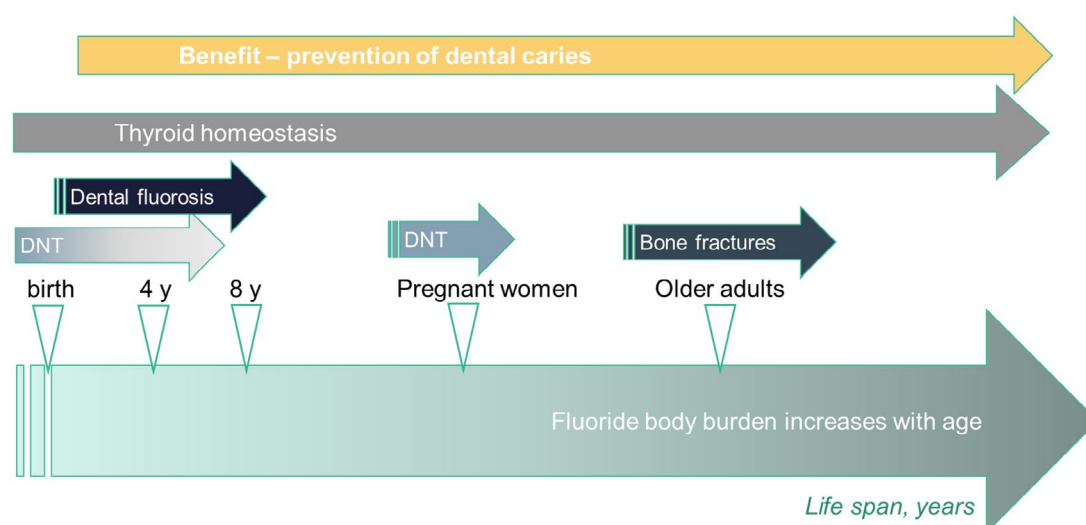 Benefit – prevention of dental caries
Thyroid homeostasis
Dental fluorosis
DNT
DNT
Bone fractures
birth
4 y
8 y
Pregnant women
Older adults
Fluoride body burden increases with age
Life span, years